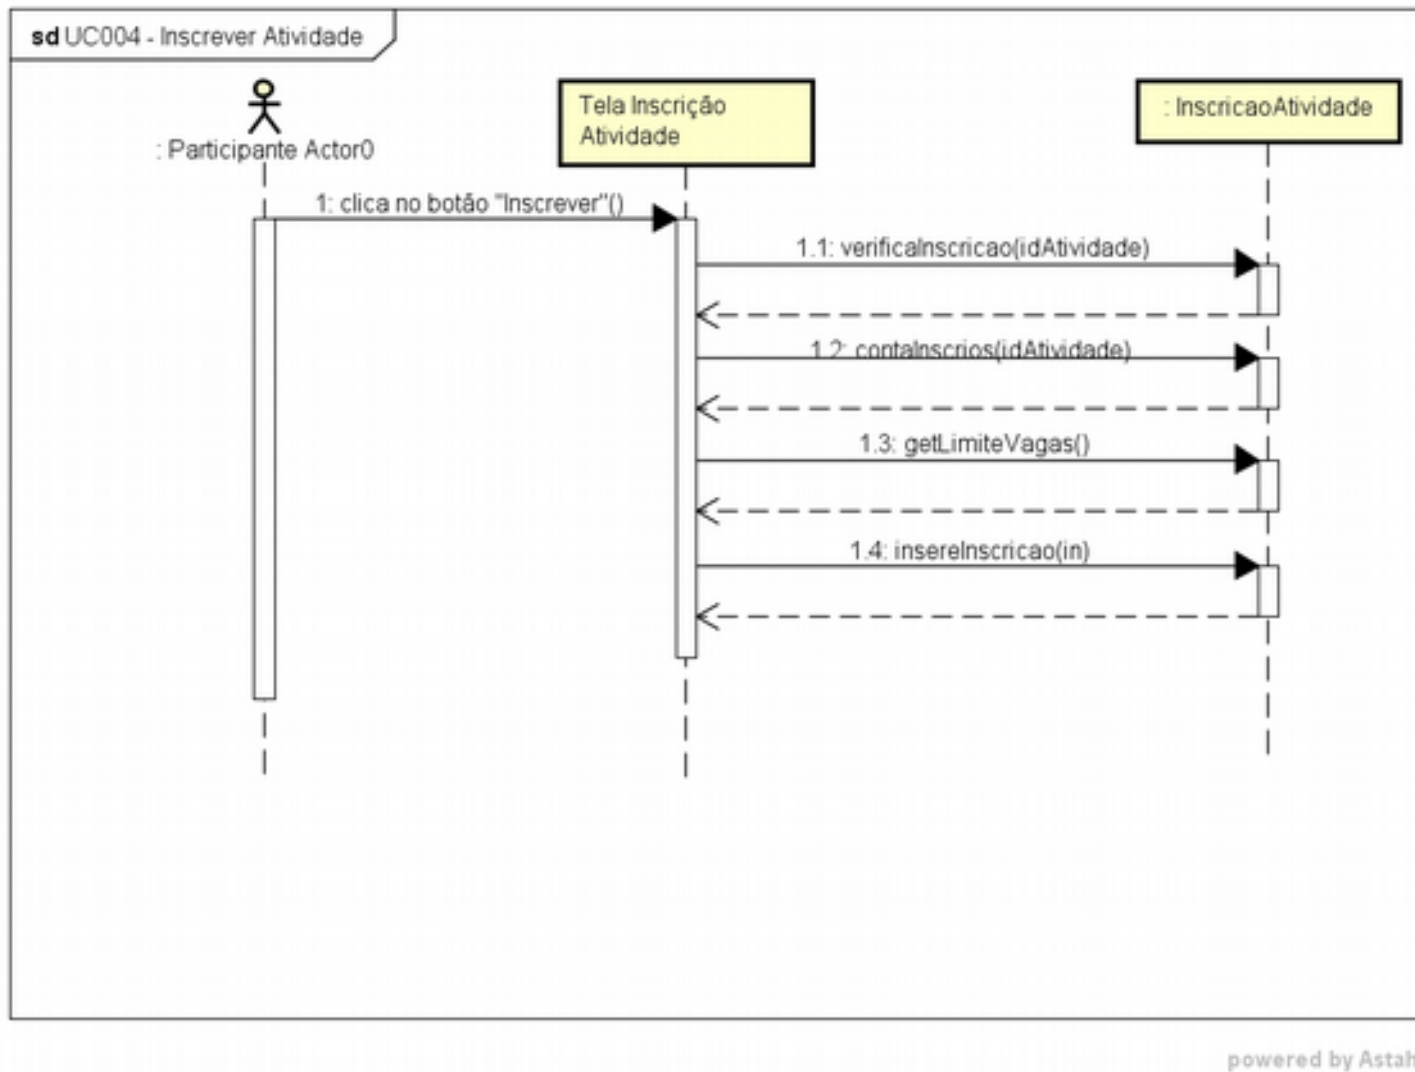 sd UC004 - Inscrever Atividade
: Participante Actor0
Tela Inscrição
Atividade
: InscricaoAtividade
1: clica no botão "Inscrever"()
1.1: verificaInscricao(idAtividade)
1.2: contaInscrios(idAtividade)
1.3: getLimiteVagas()
1.4: insereInscricao(in)
powered by Astah